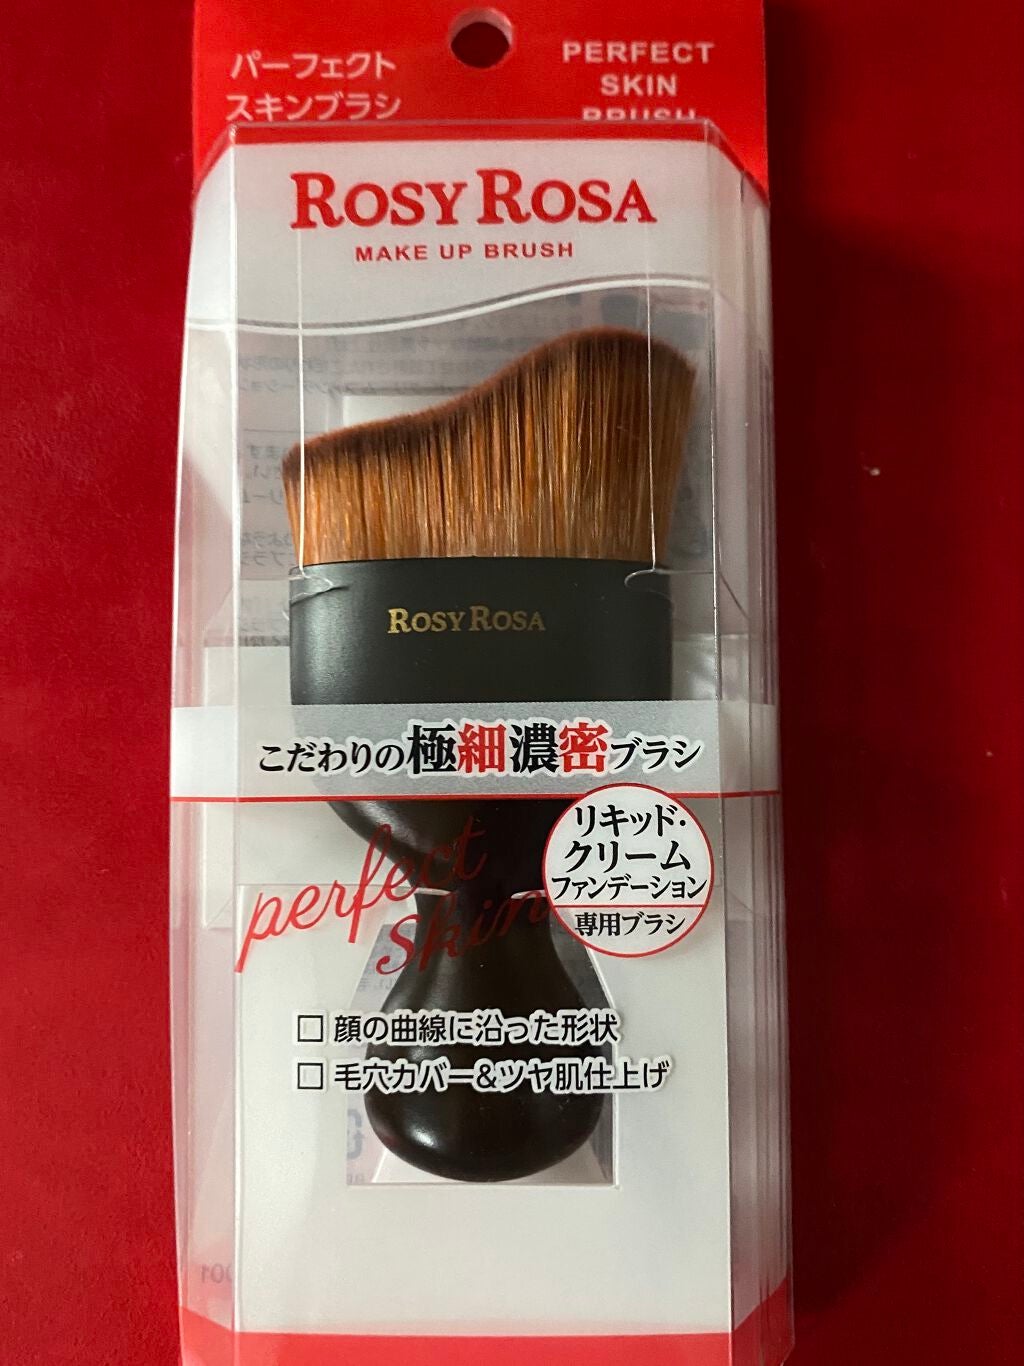 パーフェクト
スキンブラシ
PERFECT
SKIN
BRUSH
ROSY ROSA
MAKE UP BRUSH
ROSY ROSA
こだわりの極細濃密ブラシ
リキッド・
クリーム
ファンデーション
専用ブラシ
perfect
skin
□ 顔の曲線に沿った形状
□ 毛穴カバー&ツヤ肌仕上げ